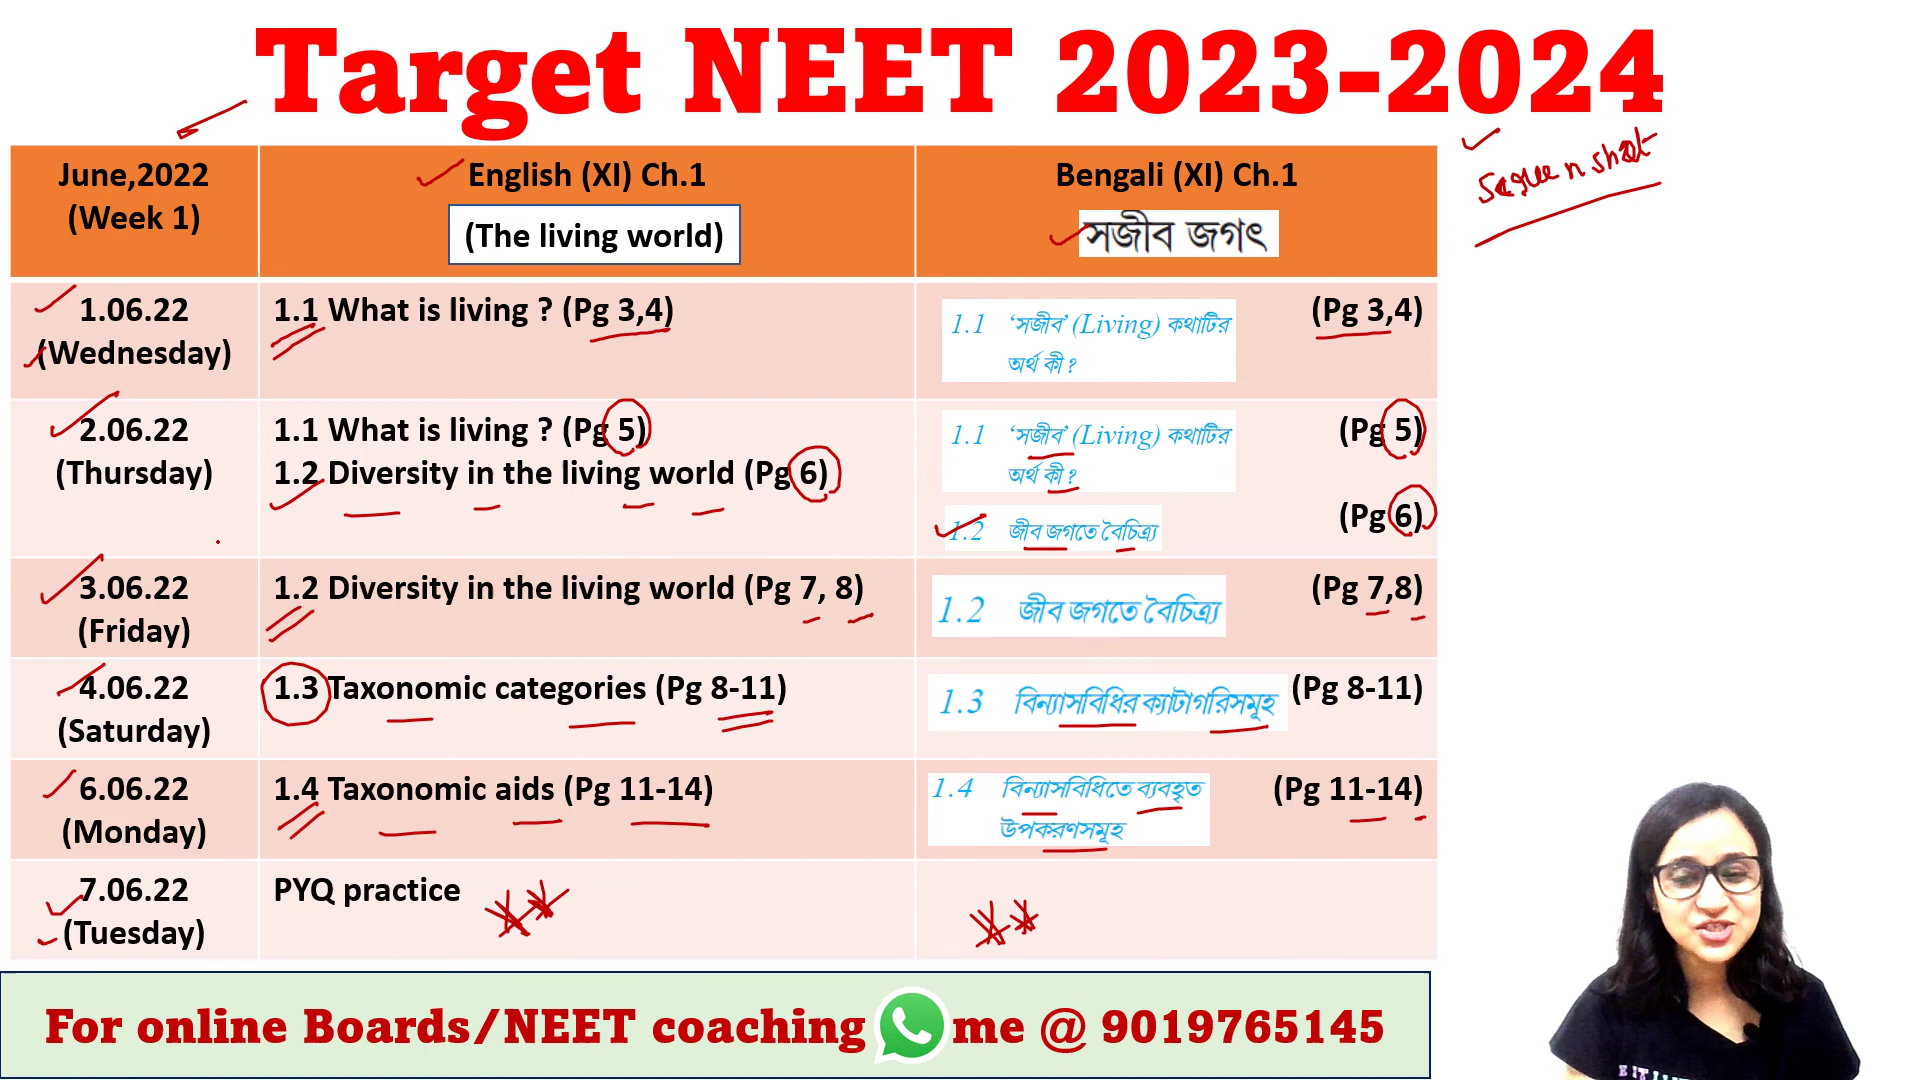 Target NEET 2023-2024
Screen shot
June,2022
(Week 1)
English (XI) Ch.1
(The living world)
Bengali (XI) Ch.1
সজীব জগৎ
1.06.22
(Wednesday)
1.1 What is living ? (Pg 3,4)
1.1 ‘সজীব’ (Living) কথাটির
অর্থ কী ?
(Pg 3,4)
2.06.22
(Thursday)
1.1 What is living ? (Pg 5)
1.2 Diversity in the living world (Pg 6)
1.1 ‘সজীব’ (Living) কথাটির
অর্থ কী ?
(Pg 5)
1.2 জীব জগতে বৈচিত্র্য
(Pg 6)
3.06.22
(Friday)
1.2 Diversity in the living world (Pg 7, 8)
1.2 জীব জগতে বৈচিত্র্য
(Pg 7,8)
4.06.22
(Saturday)
1.3 Taxonomic categories (Pg 8-11)
1.3 বিন্যাসবিধির ক্যাটাগরিসমূহ
(Pg 8-11)
6.06.22
(Monday)
1.4 Taxonomic aids (Pg 11-14)
1.4 বিন্যাসবিধিতে ব্যবহৃত
উপকরণসমূহ
(Pg 11-14)
7.06.22
(Tuesday)
PYQ practice
For online Boards/NEET coaching me @ 9019765145